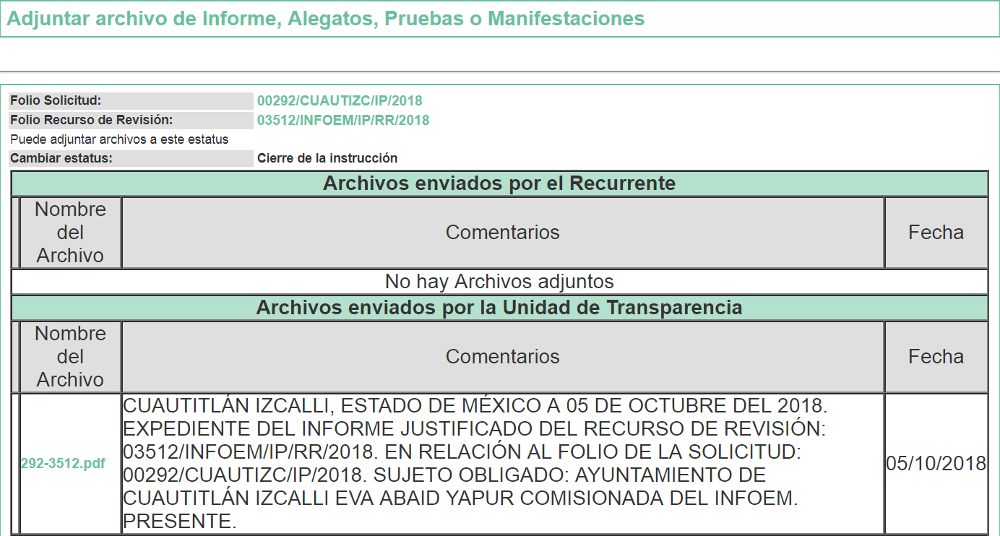 Adjuntar archivo de Informe, Alegatos, Pruebas o Manifestaciones
Folio Solicitud: 00292/CUAUTIZC/IP/2018
Folio Recurso de Revisión: 03512/INFOEM/IP/RR/2018
Puede adjuntar archivos a este estatus
Cambiar estatus: Cierre de la instrucción
Archivos enviados por el Recurrente
Nombre
del
Archivo
Comentarios
Fecha
No hay Archivos adjuntos
Archivos enviados por la Unidad de Transparencia
Nombre
del
Archivo
Comentarios
Fecha
292-3512.pdf
CUAUTITLÁN IZCALLI, ESTADO DE MÉXICO A 05 DE OCTUBRE DEL 2018.
EXPEDIENTE DEL INFORME JUSTIFICADO DEL RECURSO DE REVISIÓN:
03512/INFOEM/IP/RR/2018. EN RELACIÓN AL FOLIO DE LA SOLICITUD:
00292/CUAUTIZC/IP/2018. SUJETO OBLIGADO: AYUNTAMIENTO DE
CUAUTITLÁN IZCALLI EVA ABAID YAPUR COMISIONADA DEL INFOEM.
PRESENTE.
05/10/2018